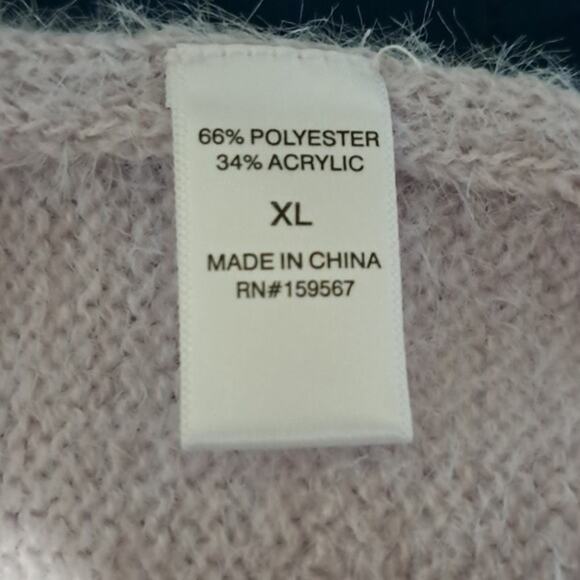 66% POLYESTER
34% ACRYLIC
XL
MADE IN CHINA
RN#159567